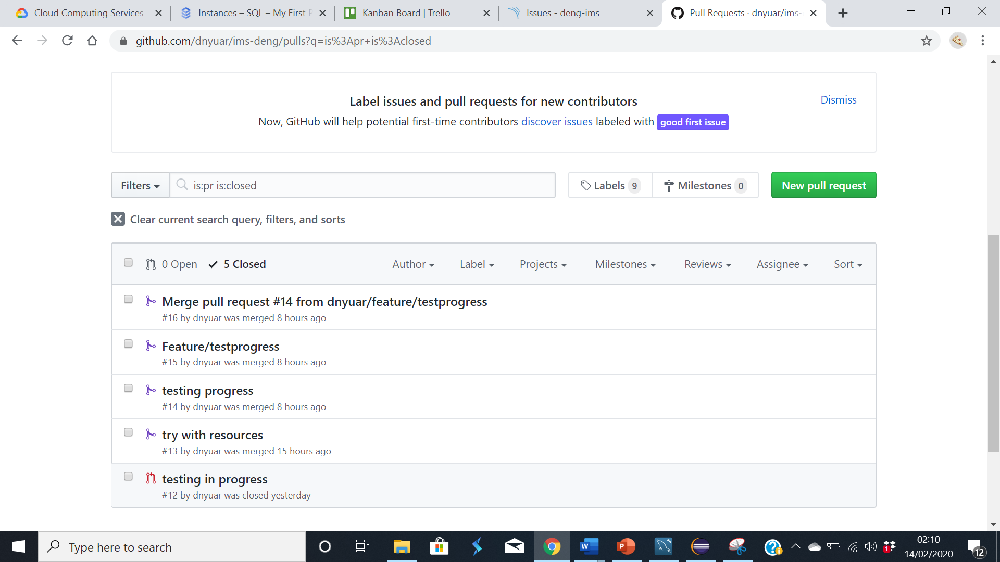 Cloud Computing Services
Instances – SQL – My First P
Kanban Board | Trello
Issues - deng-ims
Pull Requests · dnyuar/ims-
github.com/dnyuar/ims-deng/pulls?q=is%3Apr+is%3Aclosed
Label issues and pull requests for new contributors
Dismiss
Now, GitHub will help potential first-time contributors discover issues labeled with good first issue
Filters
is:pr is:closed
Labels 9
Milestones 0
New pull request
Clear current search query, filters, and sorts
0 Open
5 Closed
Author
Label
Projects
Milestones
Reviews
Assignee
Sort
Merge pull request #14 from dnyuar/feature/testprogress
#16 by dnyuar was merged 8 hours ago
Feature/testprogress
#15 by dnyuar was merged 8 hours ago
testing progress
#14 by dnyuar was merged 8 hours ago
try with resources
#13 by dnyuar was merged 15 hours ago
testing in progress
#12 by dnyuar was closed yesterday
Type here to search
W
P
?
1
02:10
14/02/2020
12